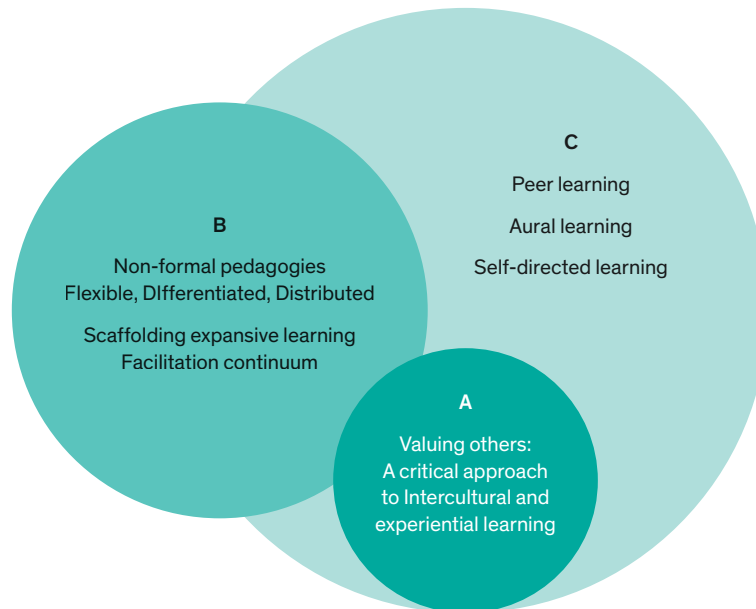 C
Peer learning
Aural learning
Self-directed learning
B
Non-formal pedagogies
Flexible, DIfferentiated, Distributed
Scaffolding expansive learning
Facilitation continuum
A
Valuing others:
A critical approach
to Intercultural and
experiential learning